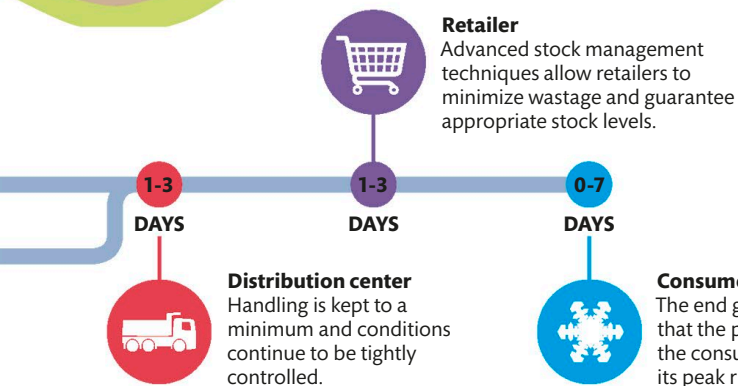 Retailer
Advanced stock management
techniques allow retailers to
minimize wastage and guarantee
appropriate stock levels.
1-3
DAYS
1-3
DAYS
0-7
DAYS
Distribution center
Handling is kept to a
minimum and conditions
continue to be tightly
controlled.
The end
that the
the
its peak